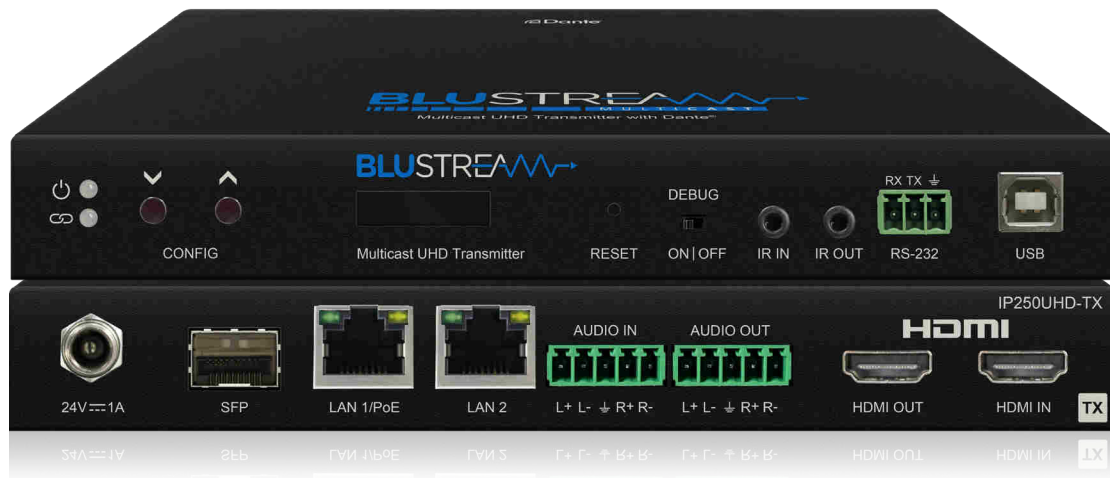 Dante
BLUSTREAM
MULTICAST
Multicast UHD Transmitter with Dante®
BLUSTREAM
RX TX
DEBUG
CONFIG
Multicast UHD Transmitter
RESET
ON|OFF
IR IN
IR OUT
RS-232
USB
IP250UHD-TX
HDMI
AUDIO IN
AUDIO OUT
24V⎓1A
SFP
LAN 1/PoE
LAN 2
L+ L- ⏚ R+ R-
L+ L- ⏚ R+ R-
HDMI OUT
HDMI IN
TX